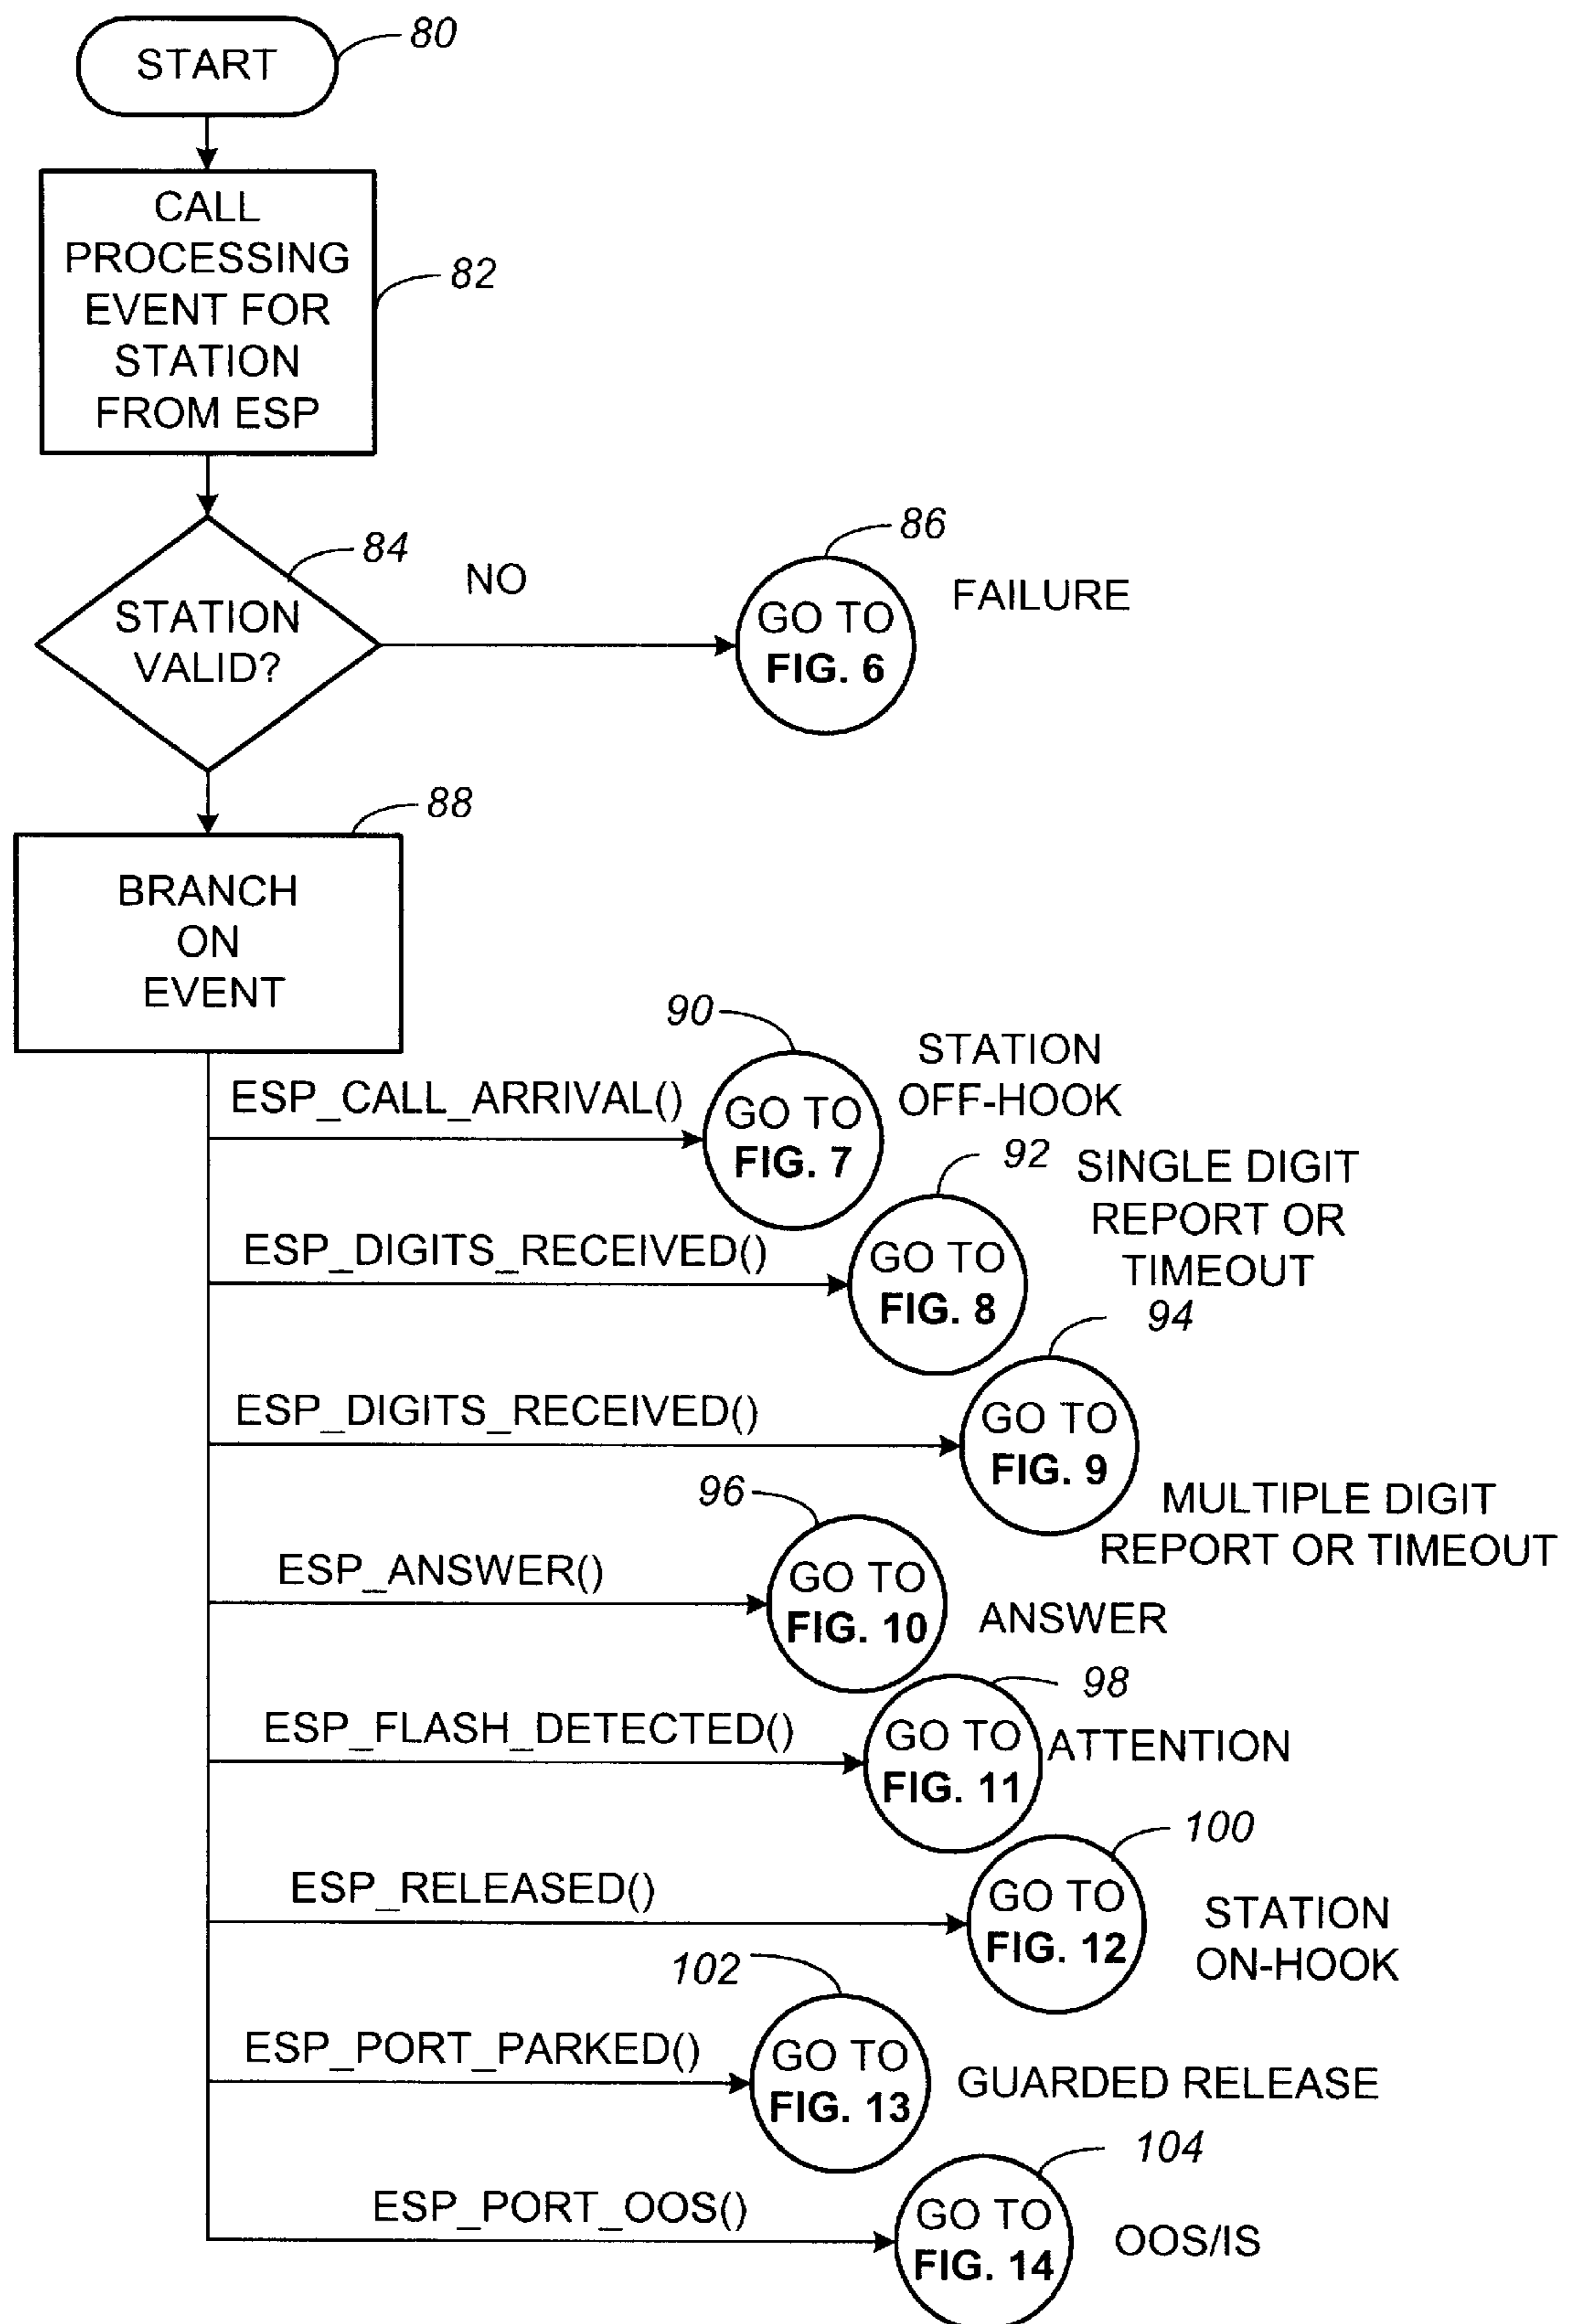 START
80
CALL
PROCESSING
EVENT FOR
STATION
FROM ESP
82
STATION
VALID?
84
NO
86
GO TO
FIG. 6
FAILURE
88
BRANCH
ON
EVENT
ESP_CALL_ARRIVAL()
90
GO TO
FIG. 7
STATION
OFF-HOOK
ESP_DIGITS_RECEIVED()
92
GO TO
FIG. 8
SINGLE DIGIT
REPORT OR
TIMEOUT
ESP_DIGITS_RECEIVED()
94
GO TO
FIG. 9
MULTIPLE DIGIT
REPORT OR TIMEOUT
ESP_ANSWER()
96
GO TO
FIG. 10
ANSWER
ESP_FLASH_DETECTED()
98
GO TO
FIG. 11
ATTENTION
ESP_RELEASED()
100
GO TO
FIG. 12
STATION
ON-HOOK
ESP_PORT_PARKED()
102
GO TO
FIG. 13
GUARDED RELEASE
ESP_PORT_OOS()
104
GO TO
FIG. 14
OOS/IS